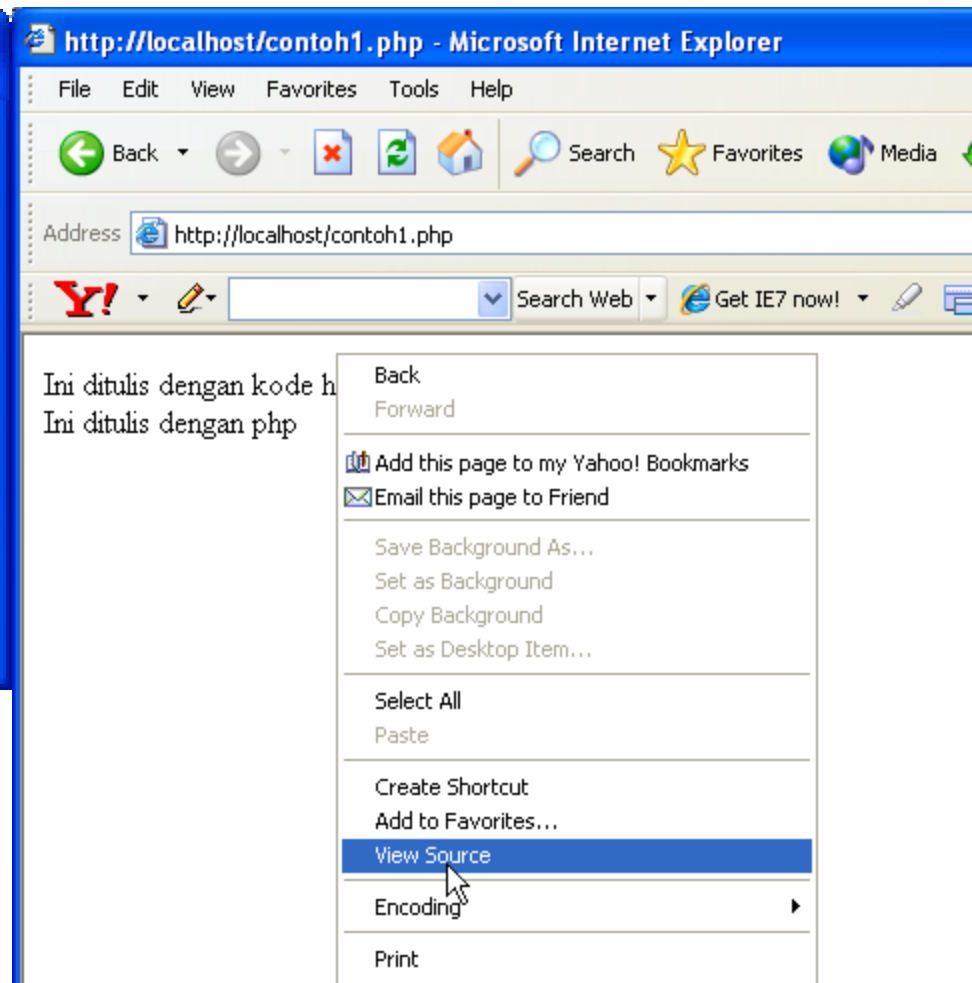 http://localhost/contoh1.php - Microsoft Internet Explorer
File Edit View Favorites Tools Help
Back Search Favorites Media
Address http://localhost/contoh1.php
Y! Search Web Get IE7 now!
Ini ditulis dengan kode h
Ini ditulis dengan php
Back
Forward
Add this page to my Yahoo! Bookmarks
Email this page to Friend
Save Background As...
Set as Background
Copy Background
Set as Desktop Item...
Select All
Paste
Create Shortcut
Add to Favorites...
View Source
Encoding
Print